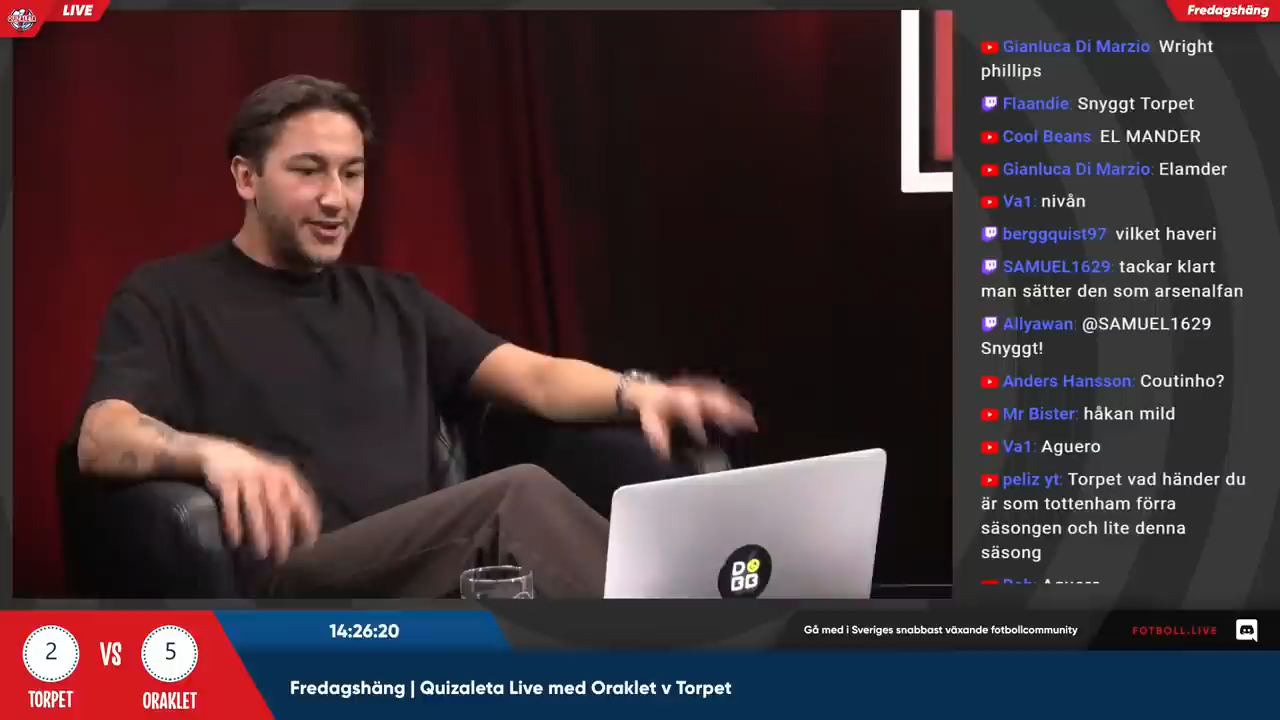 QUIZALETA
LIVE
Fredagshäng
Gianluca Di Marzio: Wright
phillips
Flaandie: Snyggt Torpet
Cool Beans: EL MANDER
Gianluca Di Marzio: Elamder
Va1: nivån
berggquist97: vilket haveri
SAMUEL1629: tackar klart
man sätter den som arsenalfan
Allyawan: @SAMUEL1629
Snyggt!
Anders Hansson: Coutinho?
Mr Bister: håkan mild
Va1: Aguero
peliz yt: Torpet vad händer du
är som tottenham förra
säsongen och lite denna
säsong
Aguero
2
VS
5
TORPET
ORAKLET
14:26:20
Gå med i Sveriges snabbast växande fotbollcommunity
FOTBOLL.LIVE
Fredagshäng | Quizaleta Live med Oraklet v Torpet